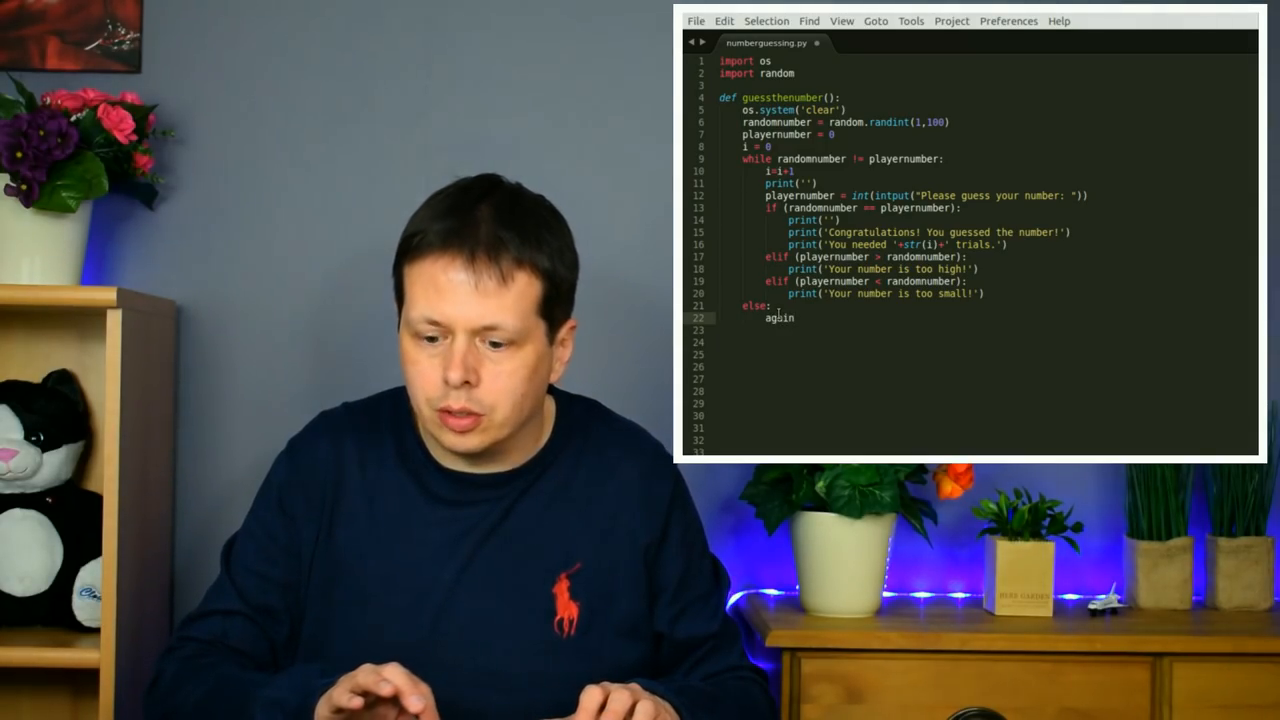 File Edit Selection Find View Goto Tools Project Preferences Help
numberguessing.py
1 import os
2 import random
3
4 def guessthenumber():
5 os.system('clear')
6 randomnumber = random.randint(1,100)
7 playernumber = 0
8 i = 0
9 while randomnumber != playernumber:
10 i=i+1
11 print('')
12 playernumber = int(intput("Please guess your number: "))
13 if (randomnumber == playernumber):
14 print('')
15 print('Congratulations! You guessed the number!')
16 print('You needed '+str(i)+' trials.')
17 elif (playernumber > randomnumber):
18 print('Your number is too high!')
19 elif (playernumber < randomnumber):
20 print('Your number is too small!')
21 else:
22 again
23
24
25
26
27
28
29
30
31
32
33
HERB GARDEN